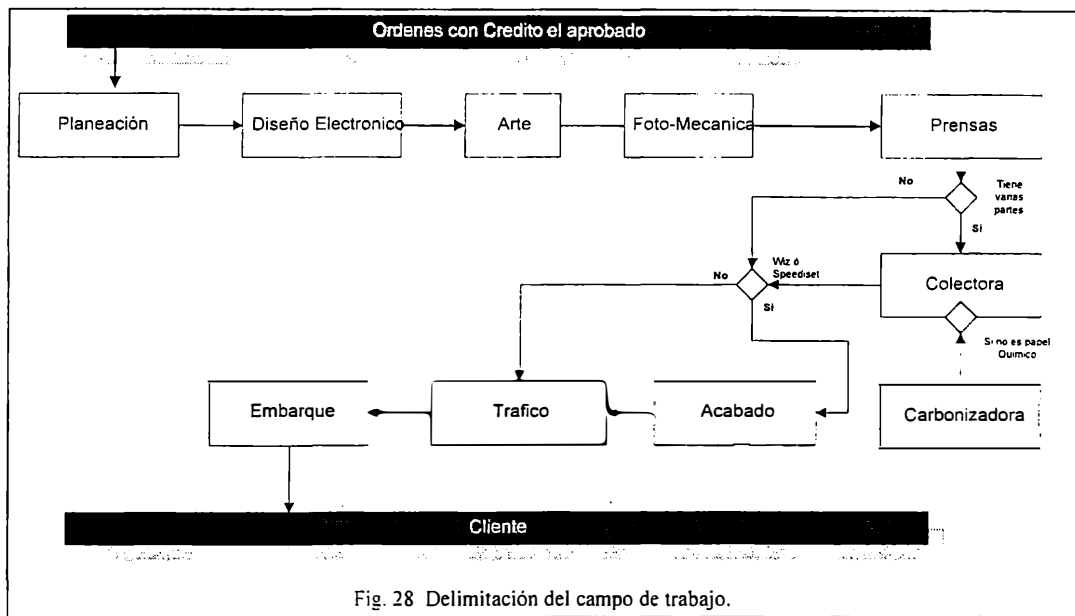 Ordenes con Credito el aprobado
Planeación
Diseño Electronico
Arte
Foto-Mecanica
Prensas
No
Tiene
varias
partes
Si
Wiz ó
Speediset
No
Si
Colectora
Si no es papel
Quimico
Embarque
Trafico
Acabado
Carbonizadora
Cliente
Fig. 28 Delimitación del campo de trabajo.